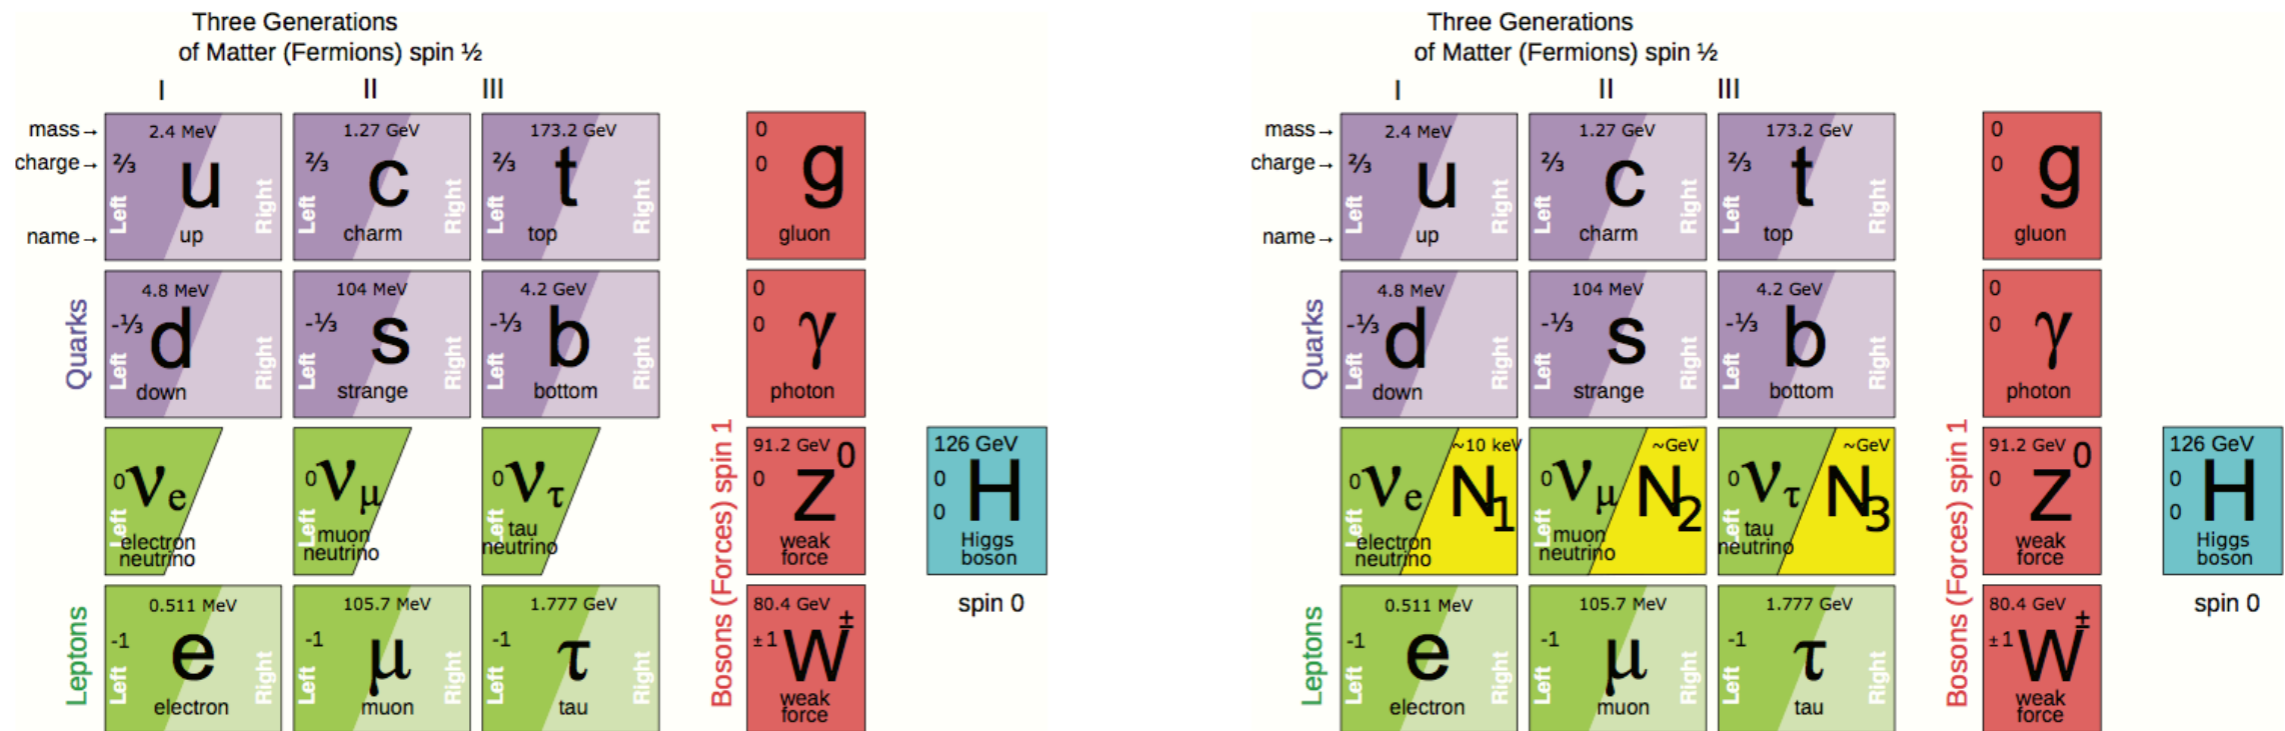 Three Generations
of Matter (Fermions) spin ½
I II III
mass→ 2.4 MeV 1.27 GeV 173.2 GeV 0
charge→ ⅔ u ⅔ c ⅔ t 0 g
Left Right Left Right Left Right
name→ up charm top gluon
Quarks
4.8 MeV 104 MeV 4.2 GeV 0
-⅓ d -⅓ s -⅓ b 0 γ
Left Right Left Right Left Right
down strange bottom photon
Bosons (Forces) spin 1
91.2 GeV 126 GeV
0 νe 0 νμ 0 ντ 0 Z0 0 H
0
Left Left Left
electron muon tau weak Higgs
neutrino neutrino neutrino force boson
Leptons
0.511 MeV 105.7 MeV 1.777 GeV 80.4 GeV spin 0
-1 e -1 μ -1 τ ±1 W±
Left Right Left Right Left Right
electron muon tau weak
force
Three Generations
of Matter (Fermions) spin ½
I II III
mass→ 2.4 MeV 1.27 GeV 173.2 GeV 0
charge→ ⅔ u ⅔ c ⅔ t 0 g
Left Right Left Right Left Right
name→ up charm top gluon
Quarks
4.8 MeV 104 MeV 4.2 GeV 0
-⅓ d -⅓ s -⅓ b 0 γ
Left Right Left Right Left Right
down strange bottom photon
Bosons (Forces) spin 1
~10 keV ~GeV ~GeV 91.2 GeV 126 GeV
0 νe N1 0 νμ N2 0 ντ N3 0 Z0 0 H
0
Left Left Left
electron muon tau weak Higgs
neutrino neutrino neutrino force boson
Leptons
0.511 MeV 105.7 MeV 1.777 GeV 80.4 GeV spin 0
-1 e -1 μ -1 τ ±1 W±
Left Right Left Right Left Right
electron muon tau weak
force